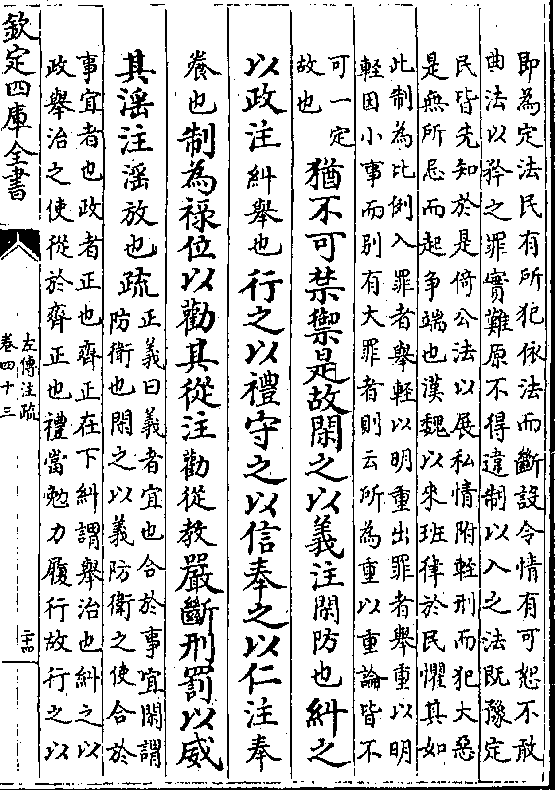 即為定法民有所犯依法而斷設令情有可恕不敢
曲法以矜之罪實難原不得違制以入之法既豫定
民皆先知於是倚公法以展私情附輕刑而犯大惡
是無所忌而起爭端也漢魏以來班律於民懼其如
此制為比例入罪者舉輕以明重出罪者舉重以明
輕因小事而别有大罪者則云所為重以重論皆不
可一定
故也
猶不可禁禦是故閑之以義注閑防也糾之
以政注糾舉也行之以禮守之以信奉之以仁注奉
養也制為禄位以勸其從注勸從教嚴斷刑罰以威
其滛注滛放也疏
正義曰義者宜也合於事宜閑謂
防衛也閑之以義防衛之使合於
事宜者也政者正也齊正在下糾謂舉治也糾之以
政舉治之使從於齊正也禮當勉力履行故行之以
欽定四庫全書
左傳注疏
卷四十三
二十四